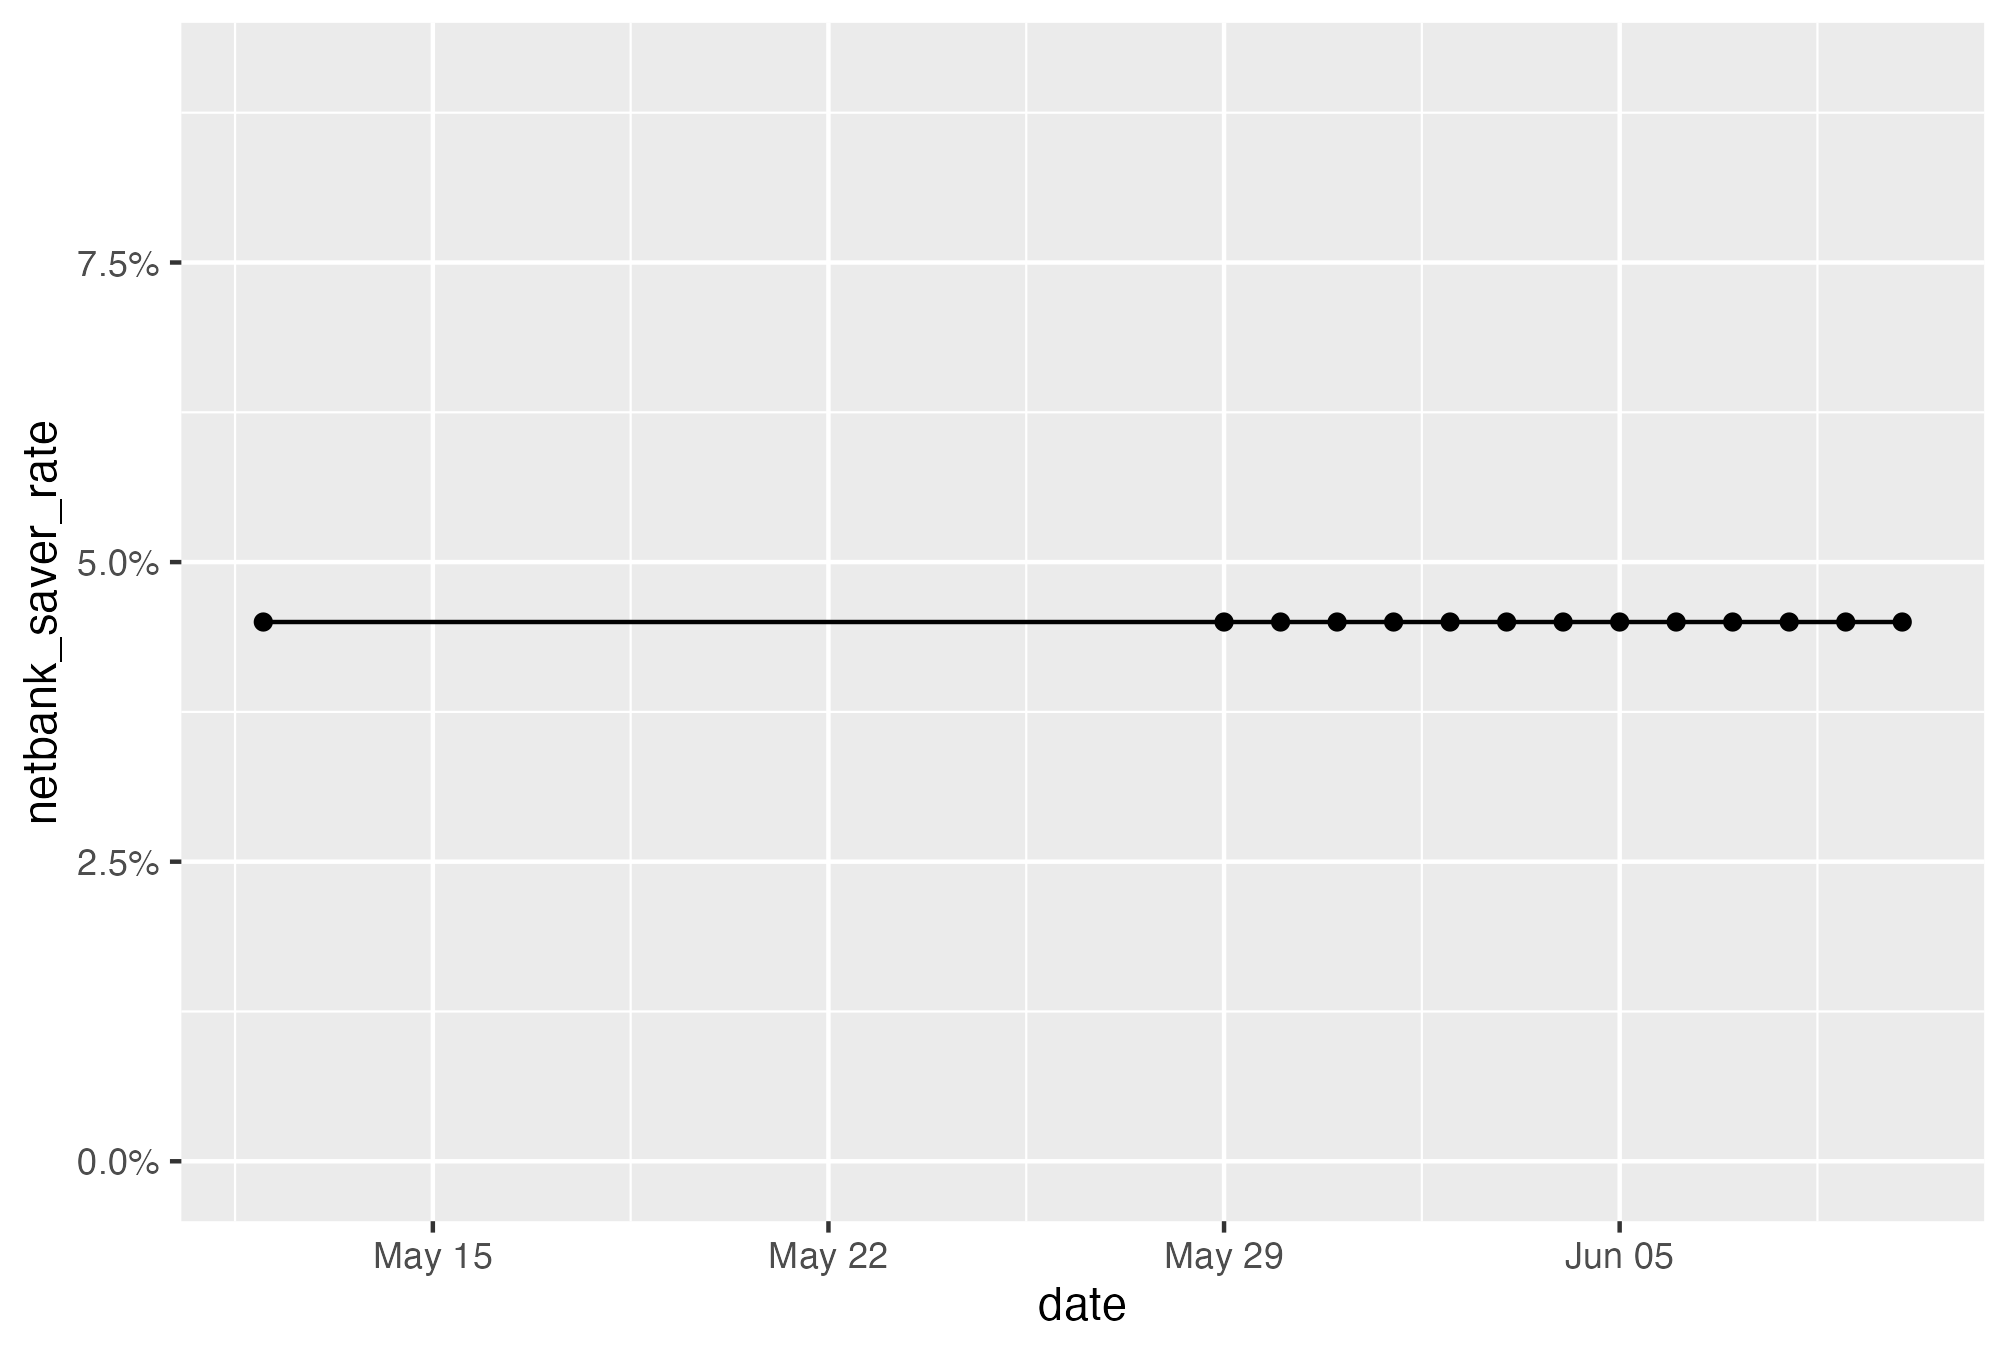 netbank_saver_rate
7.5%
5.0%
2.5%
0.0%
May 15
May 22
May 29
Jun 05
date